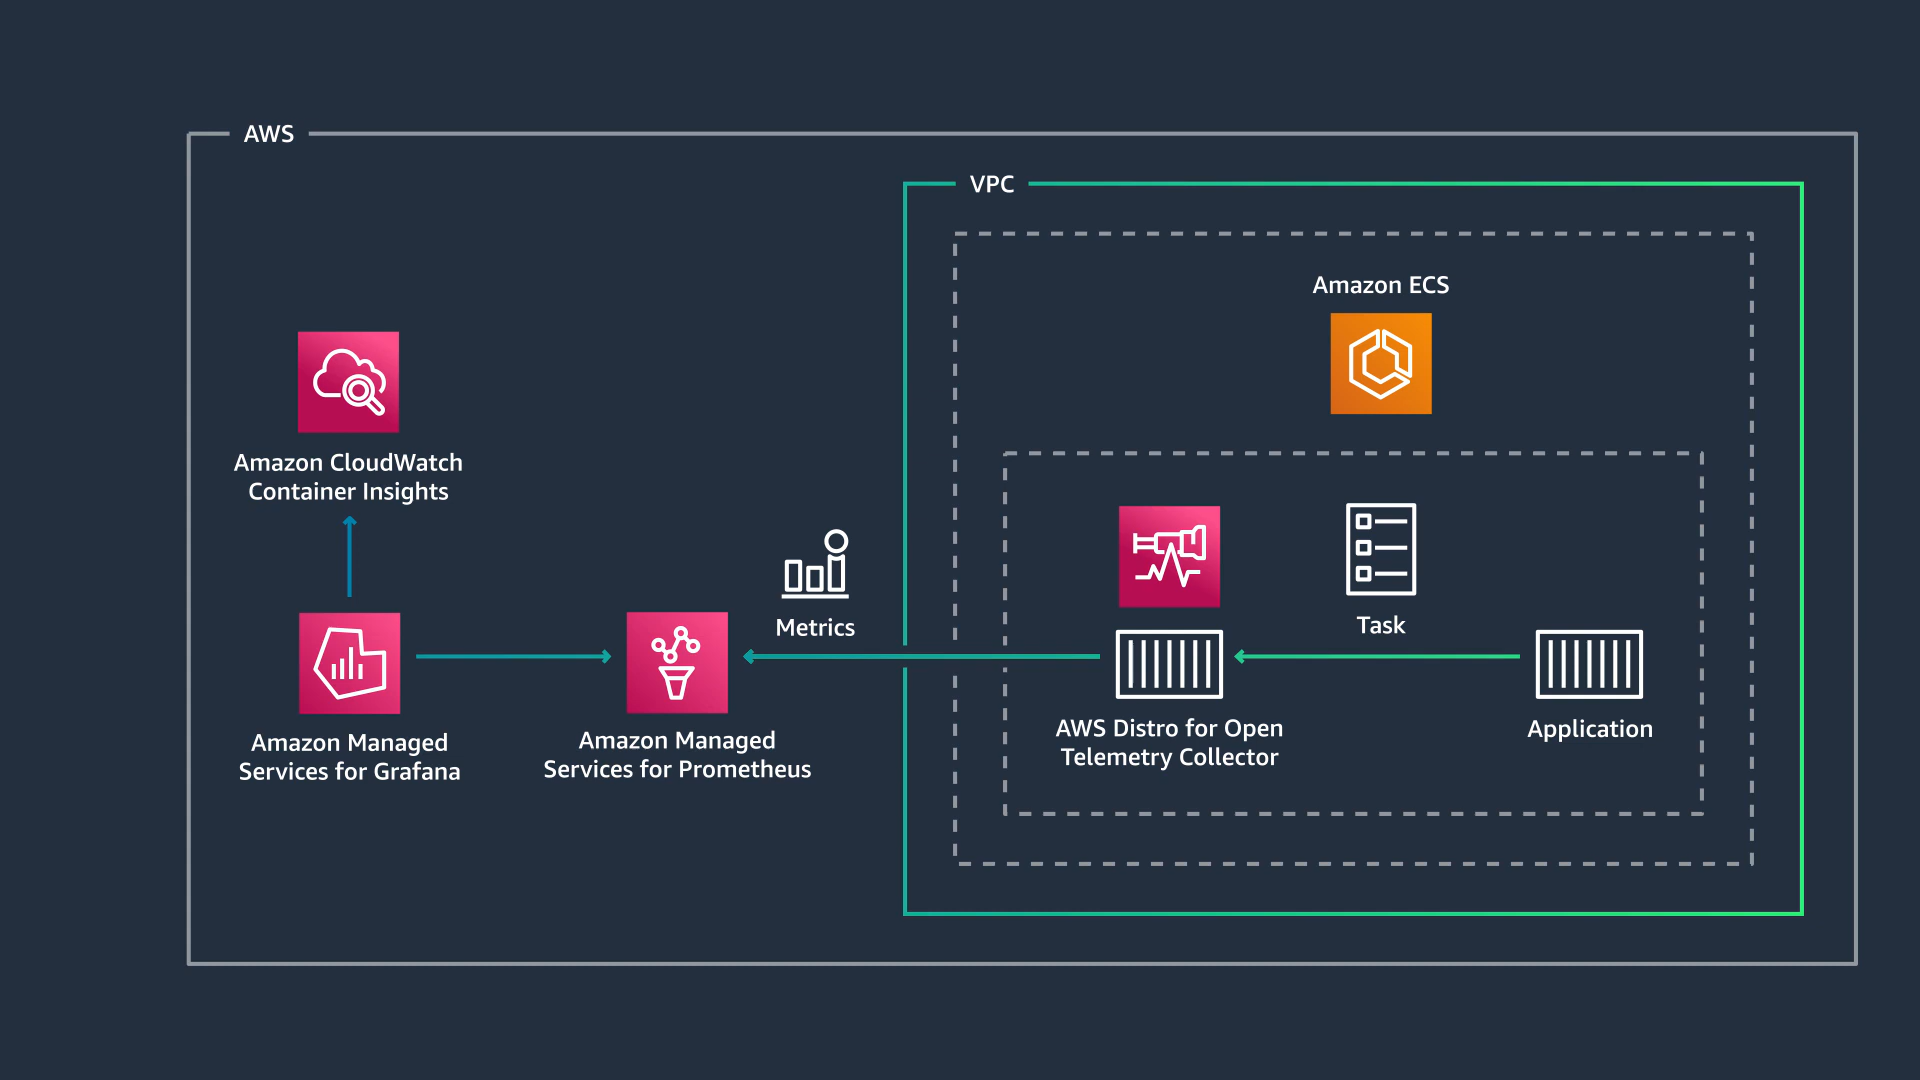 AWS
VPC
Amazon ECS
Amazon CloudWatch
Container Insights
Metrics
Task
Amazon Managed
Services for Grafana
Amazon Managed
Services for Prometheus
AWS Distro for Open
Telemetry Collector
Application